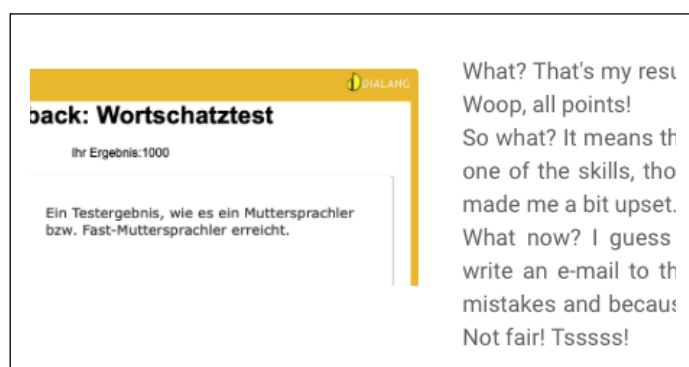 DIALANG
back: Wortschatztest
Ihr Ergebnis:1000
Ein Testergebnis, wie es ein Muttersprachler
bzw. Fast-Muttersprachler erreicht.
What? That's my resu
Woop, all points!
So what? It means th
one of the skills, tho
made me a bit upset.
What now? I guess
write an e-mail to th
mistakes and becaus
Not fair! Tsssss!